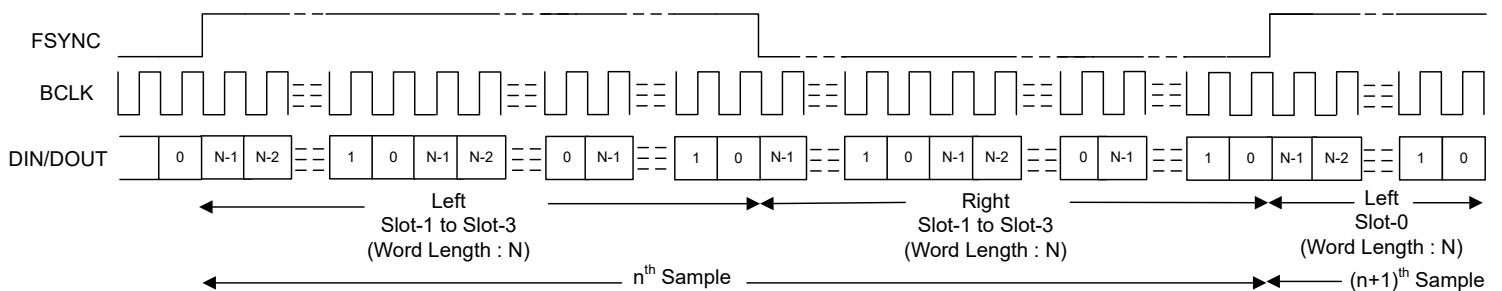 FSYNC
BCLK
DIN/DOUT
0 N-1 N-2 1 0 N-1 N-2 0 N-1 1 0 N-1 1 0 N-1 N-2 0 N-1 1 0 N-1 N-2 1 0
Left
Slot-1 to Slot-3
(Word Length : N)
Right
Slot-1 to Slot-3
(Word Length : N)
Left
Slot-0
(Word Length : N)
nth Sample
(n+1)th Sample